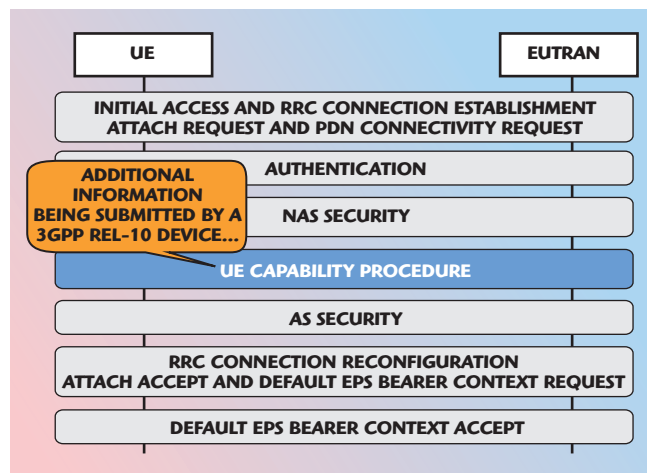 UE
EUTRAN
INITIAL ACCESS AND RRC CONNECTION ESTABLISHMENT
ATTACH REQUEST AND PDN CONNECTIVITY REQUEST
AUTHENTICATION
ADDITIONAL
INFORMATION
BEING SUBMITTED BY A
3GPP REL-10 DEVICE...
NAS SECURITY
UE CAPABILITY PROCEDURE
AS SECURITY
RRC CONNECTION RECONFIGURATION
ATTACH ACCEPT AND DEFAULT EPS BEARER CONTEXT REQUEST
DEFAULT EPS BEARER CONTEXT ACCEPT